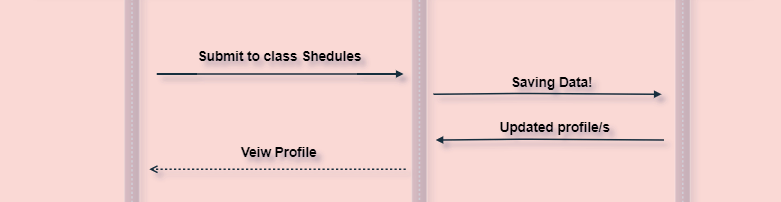 Submit to class Shedules
Saving Data!
Updated profile/s
Veiw Profile